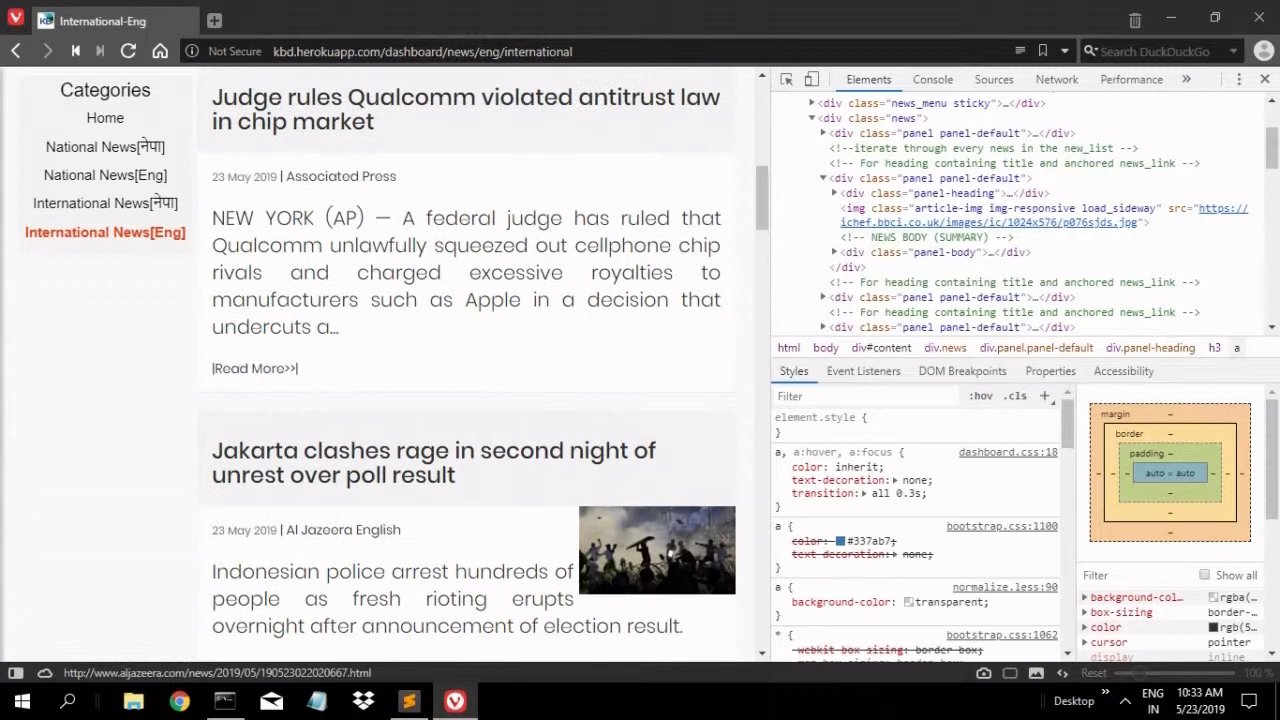 International-Eng
Not Secure kbd.herokuapp.com/dashboard/news/eng/international
Search DuckDuckGo
Categories
Home
National News[नेपा]
National News[Eng]
International News[नेपा]
International News[Eng]
Judge rules Qualcomm violated antitrust law
in chip market
23 May 2019 | Associated Press
NEW YORK (AP) — A federal judge has ruled that
Qualcomm unlawfully squeezed out cellphone chip
rivals and charged excessive royalties to
manufacturers such as Apple in a decision that
undercuts a...
|Read More>>|
Jakarta clashes rage in second night of
unrest over poll result
23 May 2019 | Al Jazeera English
Indonesian police arrest hundreds of
people as fresh rioting erupts
overnight after announcement of election result.
Elements Console Sources Network Performance »
<div class="news_menu sticky">…</div>
<div class="news">
<div class="panel panel-default">…</div>
<!--iterate through every news in the new_list -->
<!-- For heading containing title and anchored news_link -->
<div class="panel panel-default">
<div class="panel-heading">…</div>
<img class="article-img img-responsive load_sideway" src="https://
ichef.bbci.co.uk/images/ic/1024x576/p076sjds.jpg">
<!-- NEWS BODY (SUMMARY) -->
<div class="panel-body">…</div>
</div>
<!-- For heading containing title and anchored news_link -->
<div class="panel panel-default">…</div>
<!-- For heading containing title and anchored news_link -->
<div class="panel panel-default">…</div>
html body div#content div.news div.panel.panel-default div.panel-heading h3 a
Styles Event Listeners DOM Breakpoints Properties Accessibility
Filter :hov .cls +
element.style {
}
a, a:hover, a:focus { dashboard.css:18
color: inherit;
text-decoration: none;
transition: all 0.3s;
}
a { bootstrap.css:1100
color: #337ab7;
text-decoration: none;
}
a { normalize.less:90
background-color: transparent;
}
* { bootstrap.css:1062
-webkit-box-sizing: border-box;
margin -
border -
padding -
auto × auto
Filter Show all
background-col… rgba(…
box-sizing border-…
color rgb(5…
cursor pointer
display inline
http://www.aljazeera.com/news/2019/05/190523022020667.html
Reset 100 %
Desktop » ENG 10:33 AM
IN 5/23/2019